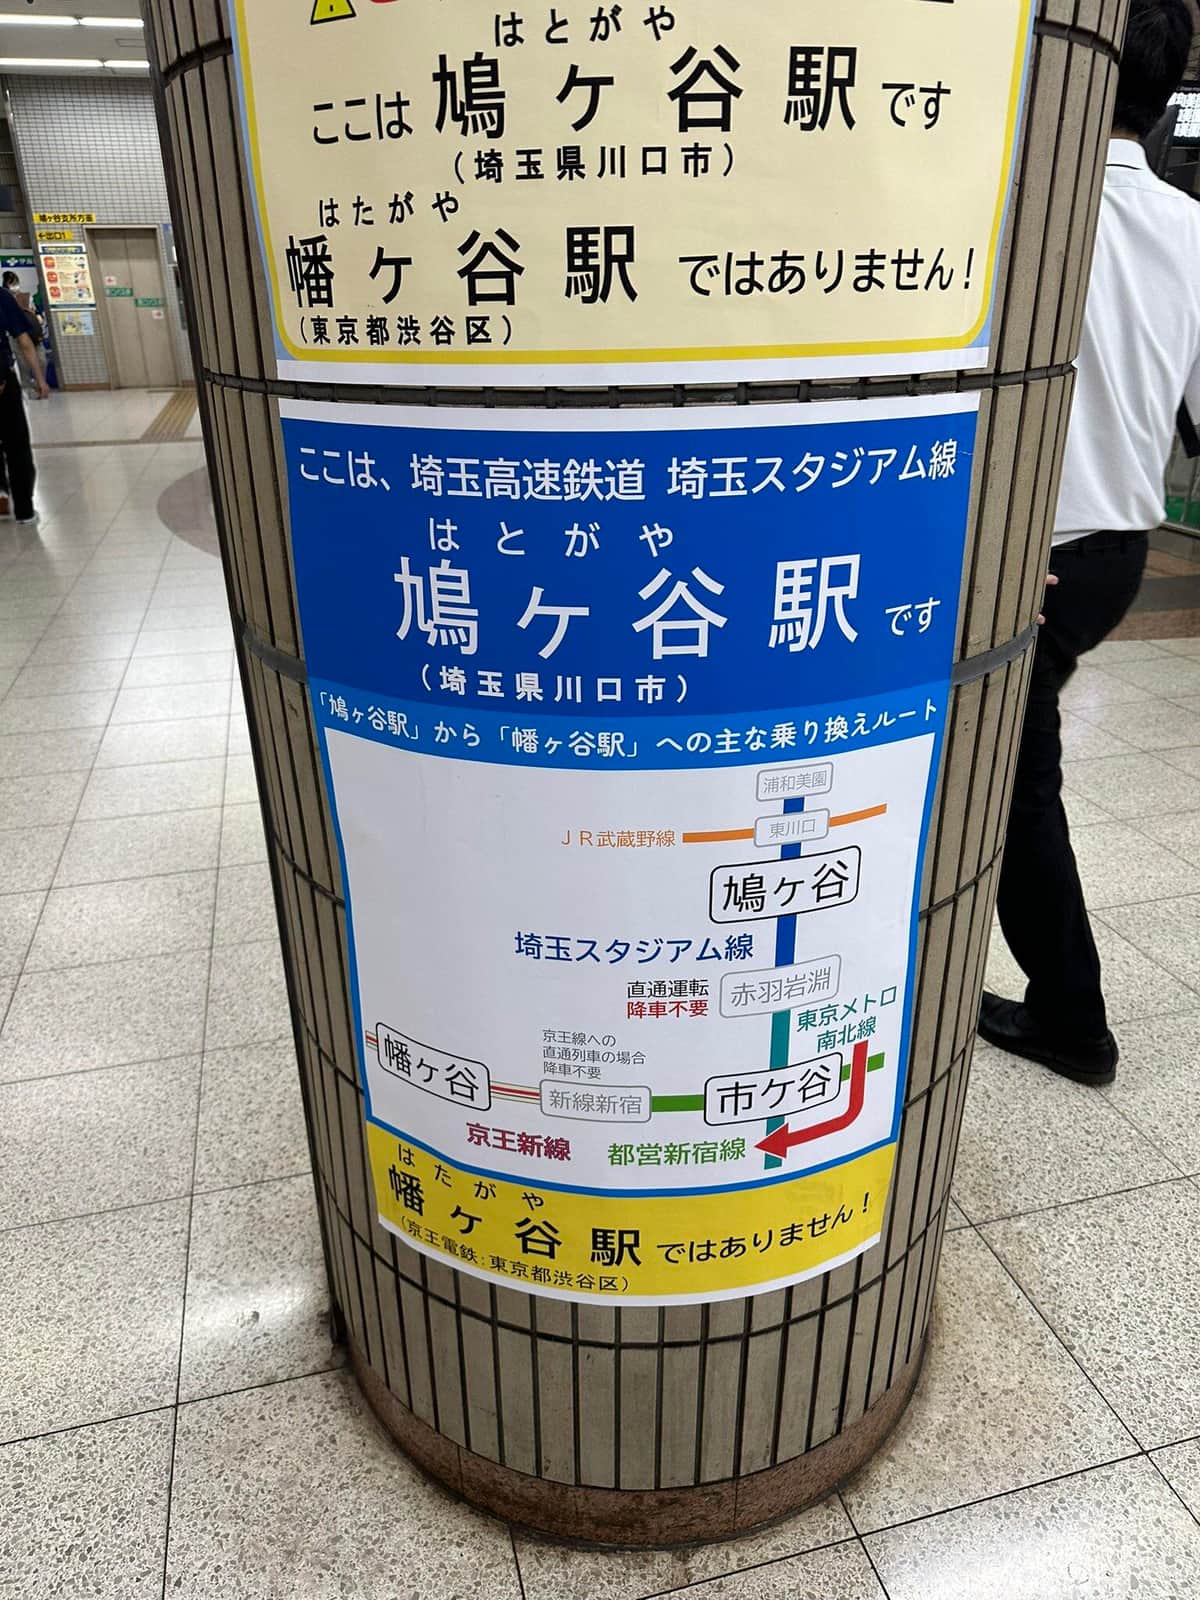 はとがや
ここは 鳩ヶ谷駅 です
（埼玉県川口市）
はたがや
幡ヶ谷駅 ではありません！
（東京都渋谷区）
鳩ヶ谷支所方面
←出口1
ここは、埼玉高速鉄道 埼玉スタジアム線
はとがや
鳩ヶ谷駅 です
（埼玉県川口市）
「鳩ヶ谷駅」から「幡ヶ谷駅」への主な乗り換えルート
浦和美園
JR武蔵野線
東川口
鳩ヶ谷
埼玉スタジアム線
直通運転
降車不要
赤羽岩淵
東京メトロ
南北線
京王線への
直通列車の場合
降車不要
幡ヶ谷
新線新宿
市ケ谷
京王新線
都営新宿線
はたがや
幡ヶ谷駅 ではありません！
（京王電鉄：東京都渋谷区）